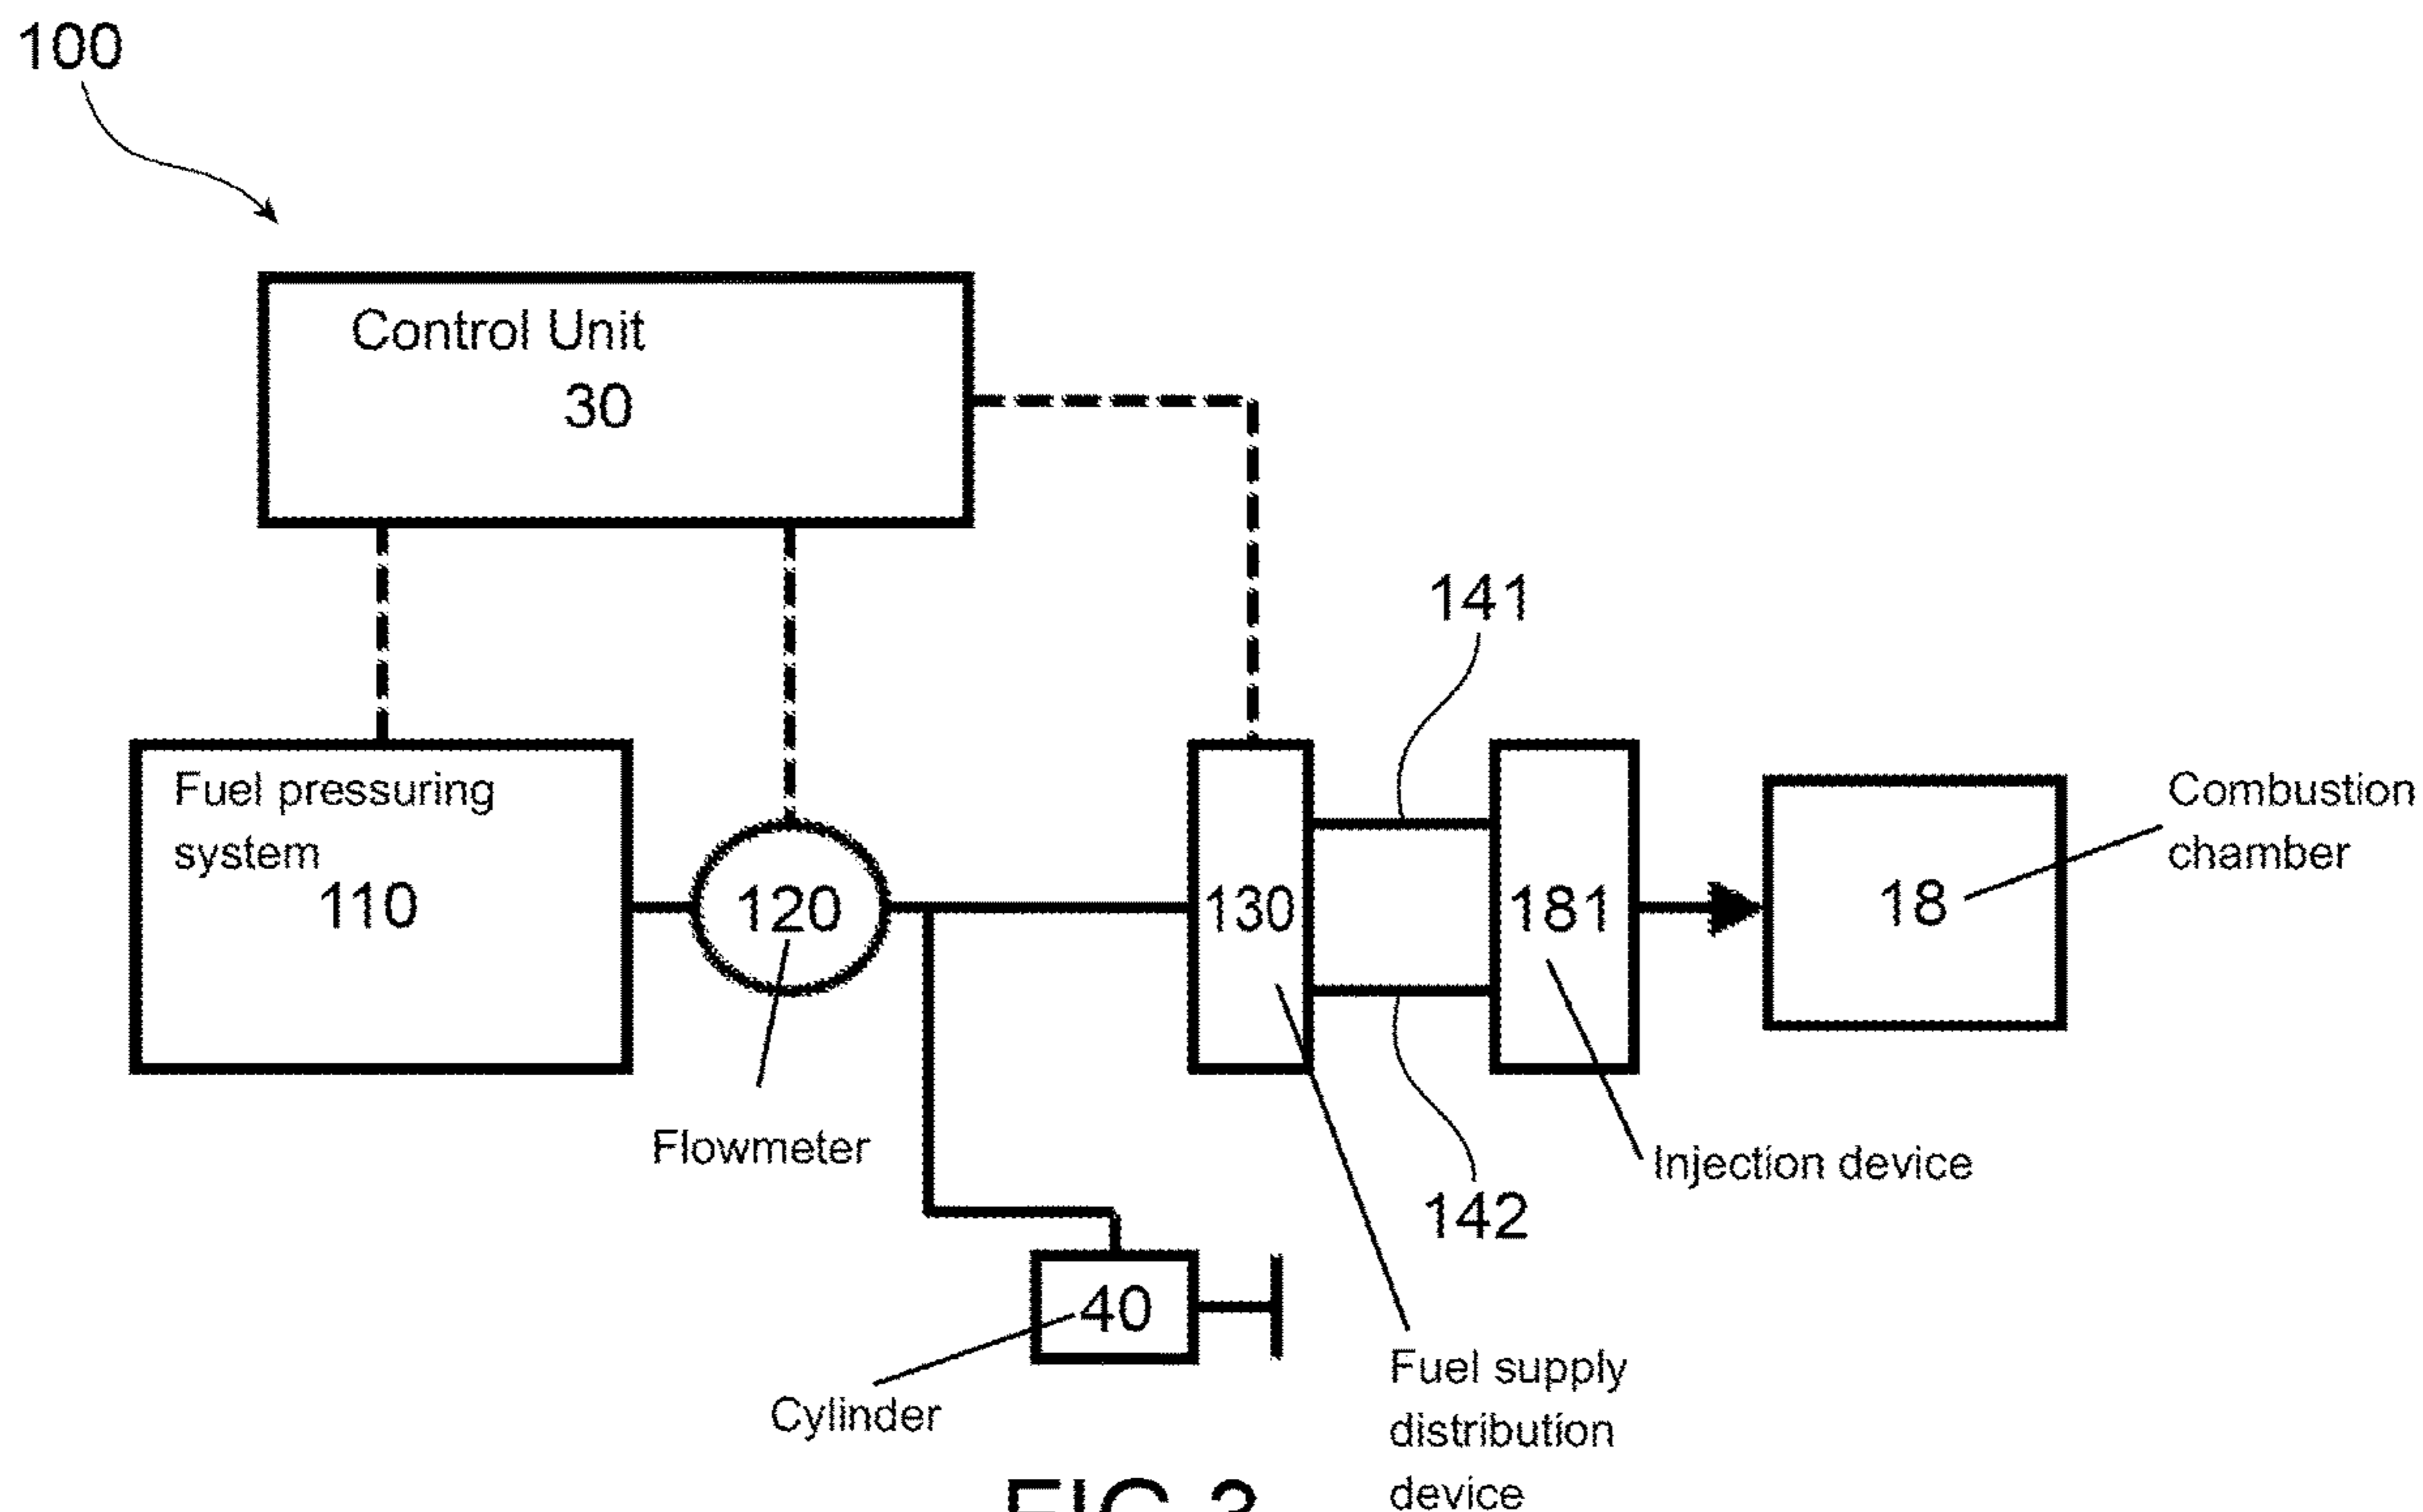 100
Control Unit
30
141
Fuel pressuring
system
110
120
130
181
18
Combustion
chamber
Flowmeter
Injection device
142
40
Cylinder
Fuel supply
distribution
device